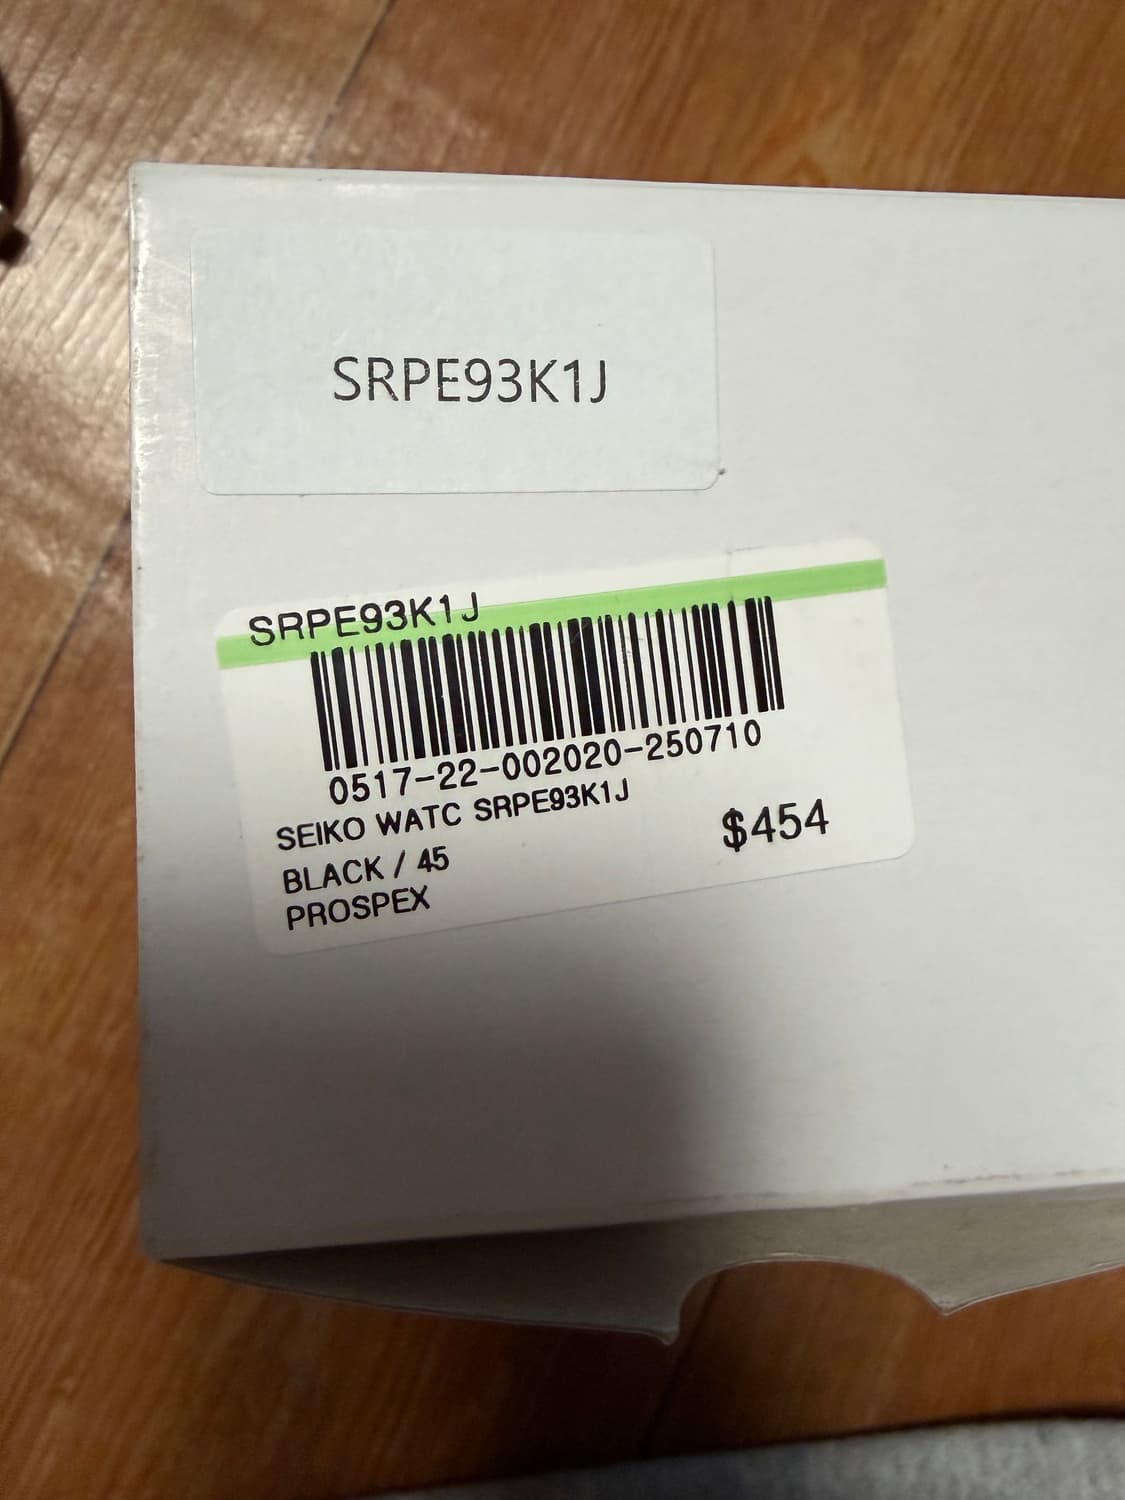 SRPE93K1J
SRPE93K1J
0517-22-002020-250710
SEIKO WATC SRPE93K1J
BLACK / 45
$454
PROSPEX